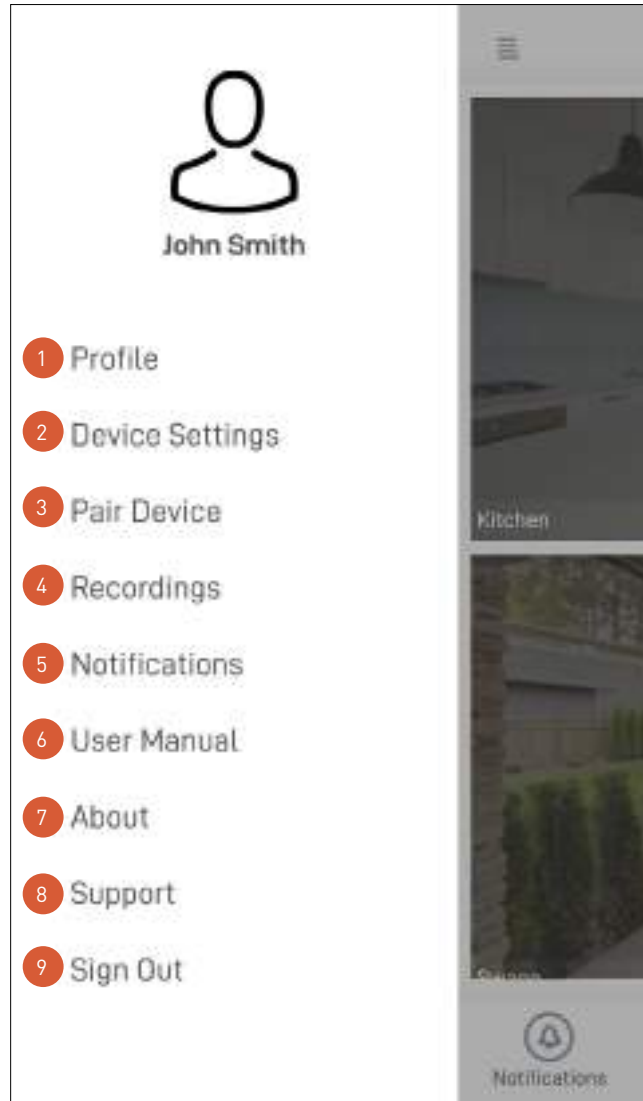 John Smith
1 Profile
2 Device Settings
3 Pair Device
4 Recordings
5 Notifications
6 User Manual
7 About
8 Support
9 Sign Out
Kitchen
Notifications